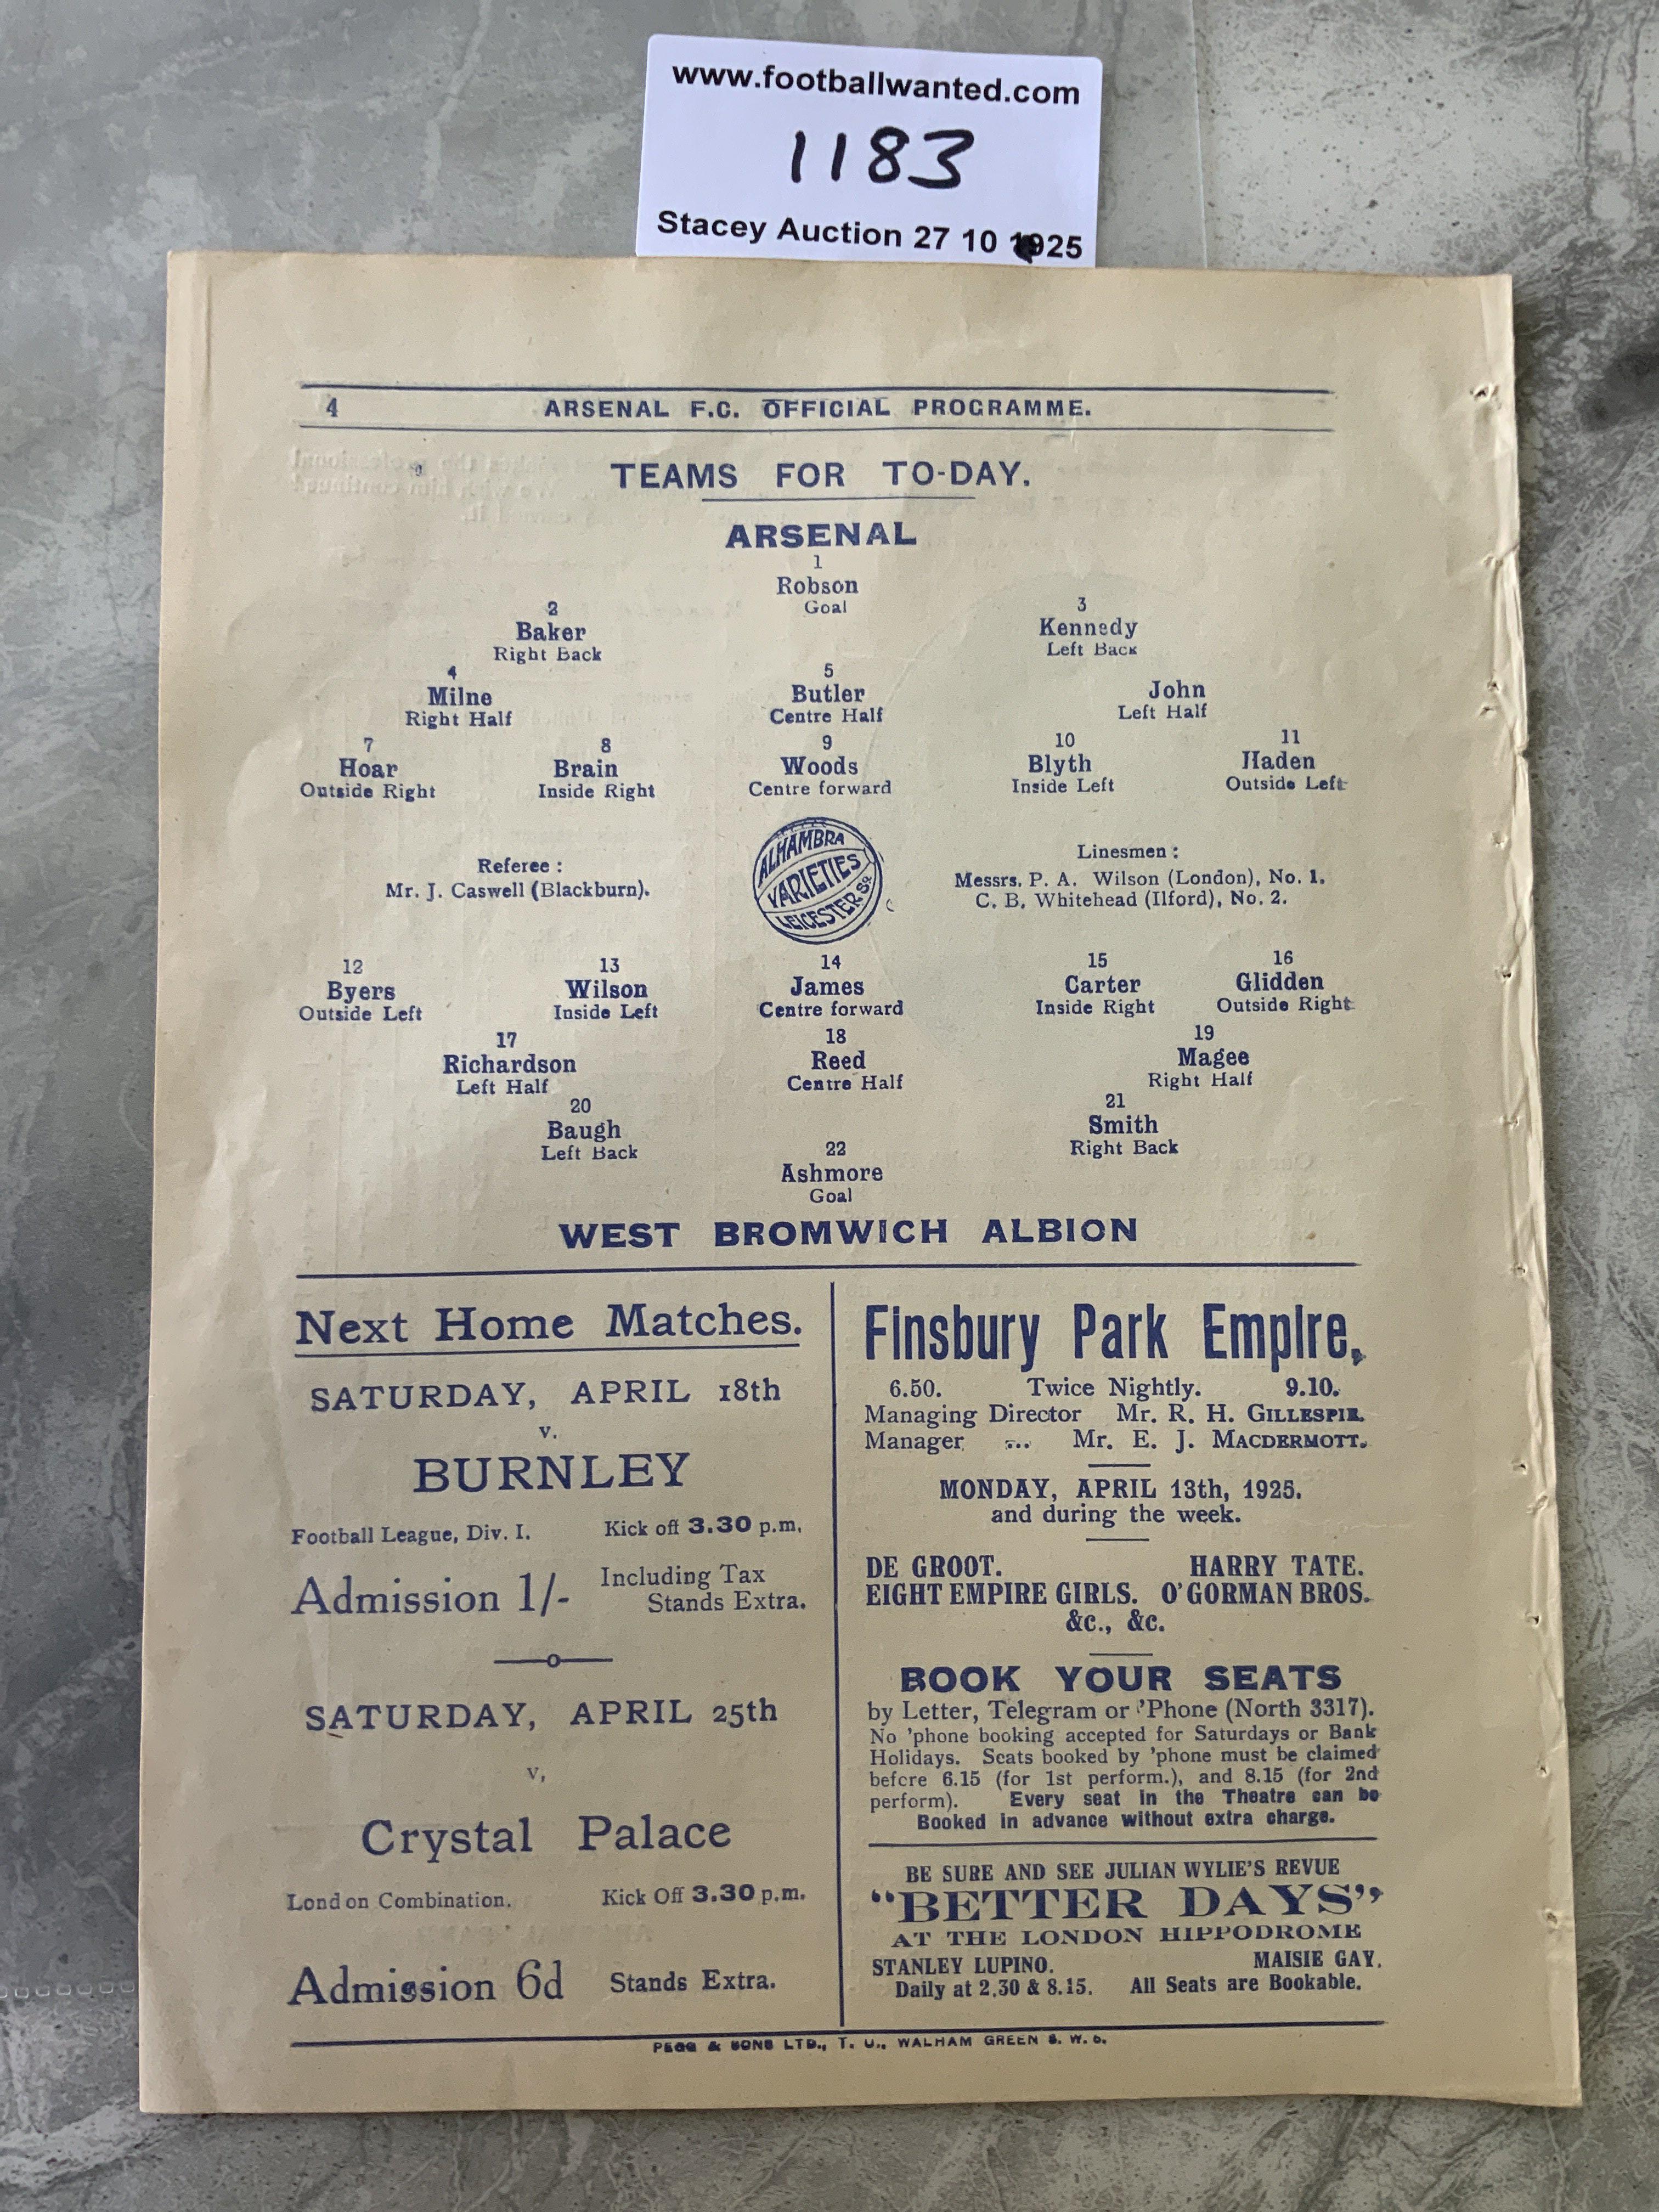 www.footballwanted.com
1183
Stacey Auction 27 10 1925
4 ARSENAL F.C. OFFICIAL PROGRAMME.
TEAMS FOR TO-DAY.
ARSENAL
1
Robson
Goal
2 3
Baker Kennedy
Right Back Left Back
4 5
Milne Butler John
Right Half Centre Half Left Half
7 8 9 10 11
Hoar Brain Woods Blyth Haden
Outside Right Inside Right Centre forward Inside Left Outside Left
Referee :
Mr. J. Caswell (Blackburn).
ALHAMBRA
VARIETIES
LEICESTER SQ
Linesmen :
Messrs. P. A. Wilson (London), No. 1.
C. B. Whitehead (Ilford), No. 2.
12 13 14 15 16
Byers Wilson James Carter Glidden
Outside Left Inside Left Centre forward Inside Right Outside Right
17 18 19
Richardson Reed Magee
Left Half Centre Half Right Half
20 21
Baugh Smith
Left Back Right Back
22
Ashmore
Goal
WEST BROMWICH ALBION
Next Home Matches.
SATURDAY, APRIL 18th
v.
BURNLEY
Football League, Div. I. Kick off 3.30 p.m.
Admission 1/- Including Tax
Stands Extra.
SATURDAY, APRIL 25th
v,
Crystal Palace
London Combination. Kick Off 3.30 p.m.
Admission 6d Stands Extra.
Finsbury Park Empire,
6.50. Twice Nightly. 9.10.
Managing Director Mr. R. H. GILLESPIE.
Manager ... Mr. E. J. MACDERMOTT.
MONDAY, APRIL 13th, 1925.
and during the week.
DE GROOT. HARRY TATE.
EIGHT EMPIRE GIRLS. O'GORMAN BROS.
&c., &c.
BOOK YOUR SEATS
by Letter, Telegram or 'Phone (North 3317).
No 'phone booking accepted for Saturdays or Bank
Holidays. Seats booked by 'phone must be claimed
before 6.15 (for 1st perform.), and 8.15 (for 2nd
perform). Every seat in the Theatre can be
Booked in advance without extra charge.
BE SURE AND SEE JULIAN WYLIE'S REVUE
"BETTER DAYS"
AT THE LONDON HIPPODROME
STANLEY LUPINO. MAISIE GAY.
Daily at 2.30 & 8.15. All Seats are Bookable.
PEGG & SONS LTD., T. U., WALHAM GREEN S. W. 6.